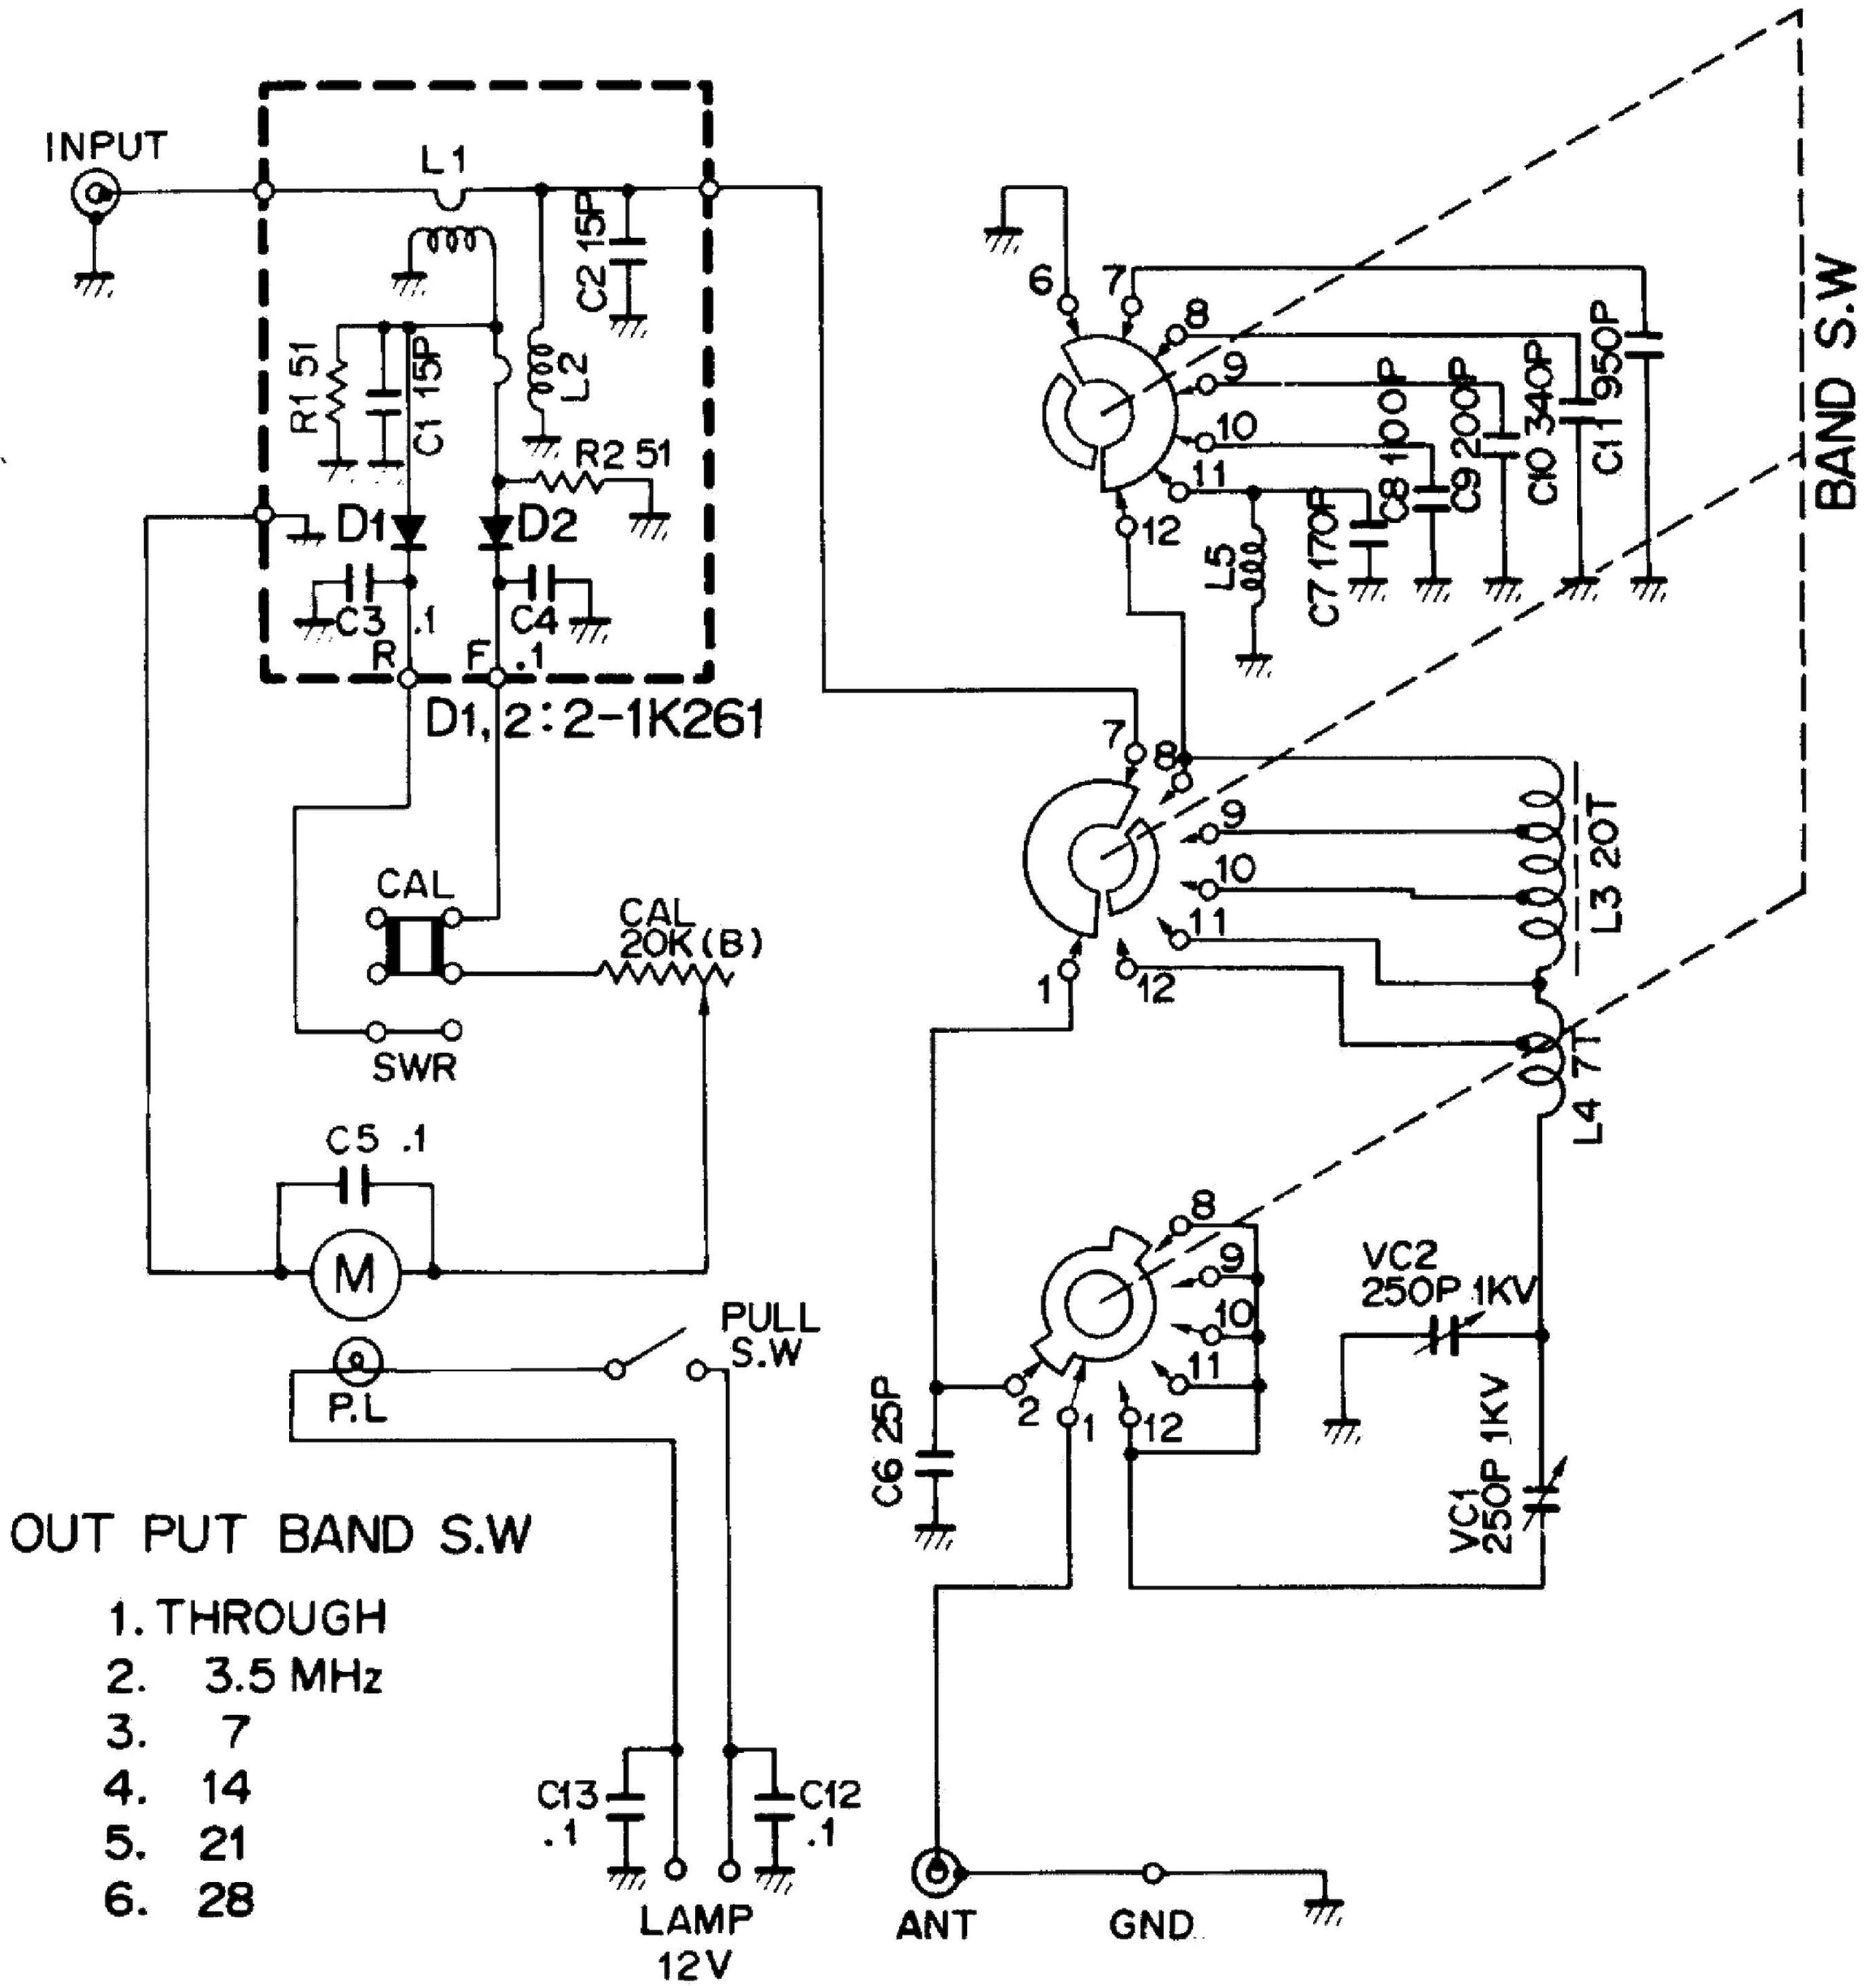 INPUT
L1
C2 15P
R1 51
C1 15P
L2
R2 51
D1
D2
C3 .1
C4
.1
R
F
D1, 2:2-1K261
CAL
CAL
20K(B)
SWR
C5 .1
M
PULL
S.W
P.L
OUT PUT BAND S.W
1. THROUGH
2. 3.5 MHz
3. 7
4. 14
5. 21
6. 28
C13
.1
C12
.1
LAMP
12V
6
7
8
9
10
11
12
L5
C7 170P
C8 100P
C9 200P
C10 340P
C11 950P
BAND S.W
7
8
9
10
11
12
1
L3 20T
L4 7T
8
9
10
11
12
1
2
C6 25P
VC2
250P 1KV
VC1
250P 1KV
ANT
GND